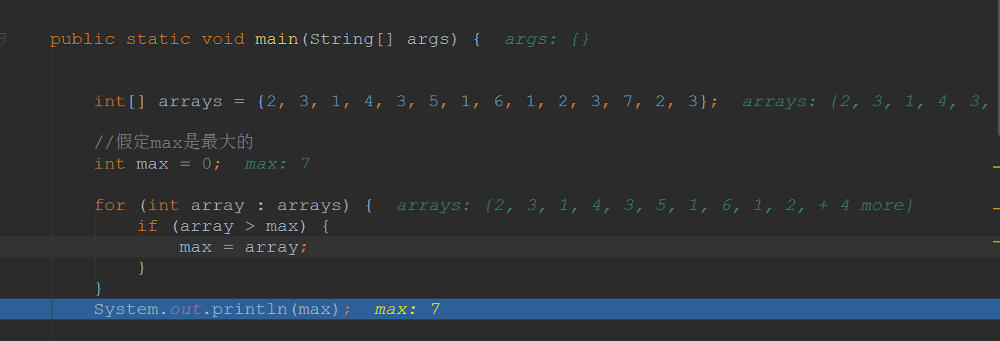 public static void main(String[] args) {  args: {}
int[] arrays = {2, 3, 1, 4, 3, 5, 1, 6, 1, 2, 3, 7, 2, 3};  arrays: {2, 3, 1, 4, 3,
//假定max是最大的
int max = 0;  max: 7
for (int array : arrays) {  arrays: {2, 3, 1, 4, 3, 5, 1, 6, 1, 2, + 4 more}
if (array > max) {
max = array;
}
}
System.out.println(max);  max: 7